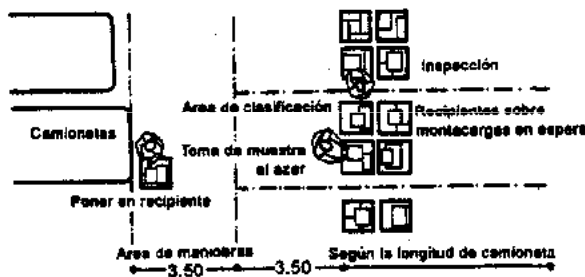 Inspección
Area de clasificación
Recipientes sobre
montacargas en espera
Camionetas
Toma de muestra
al azar
Poner en recipiente
Area de maniobras
Según la longitud de camioneta
3.50
3.50